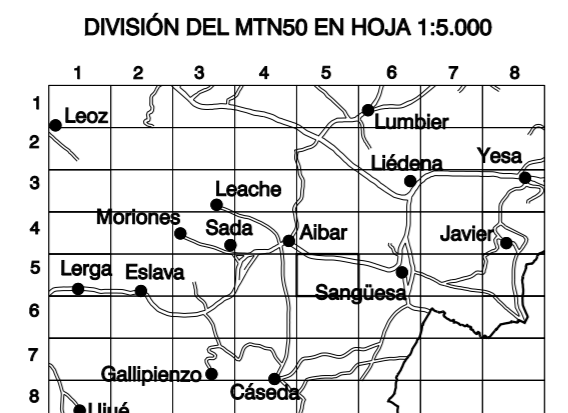 DIVISIÓN DEL MTN50 EN HOJA 1:5.000
1 2 3 4 5 6 7 8
1
Leoz
Lumbier
2
Liédena
Yesa
3
Leache
Moriones
4
Sada
Aibar
Javier
5
Lerga
Eslava
Sangüesa
6
7
Gallipienzo
Cáseda
8
Ujué